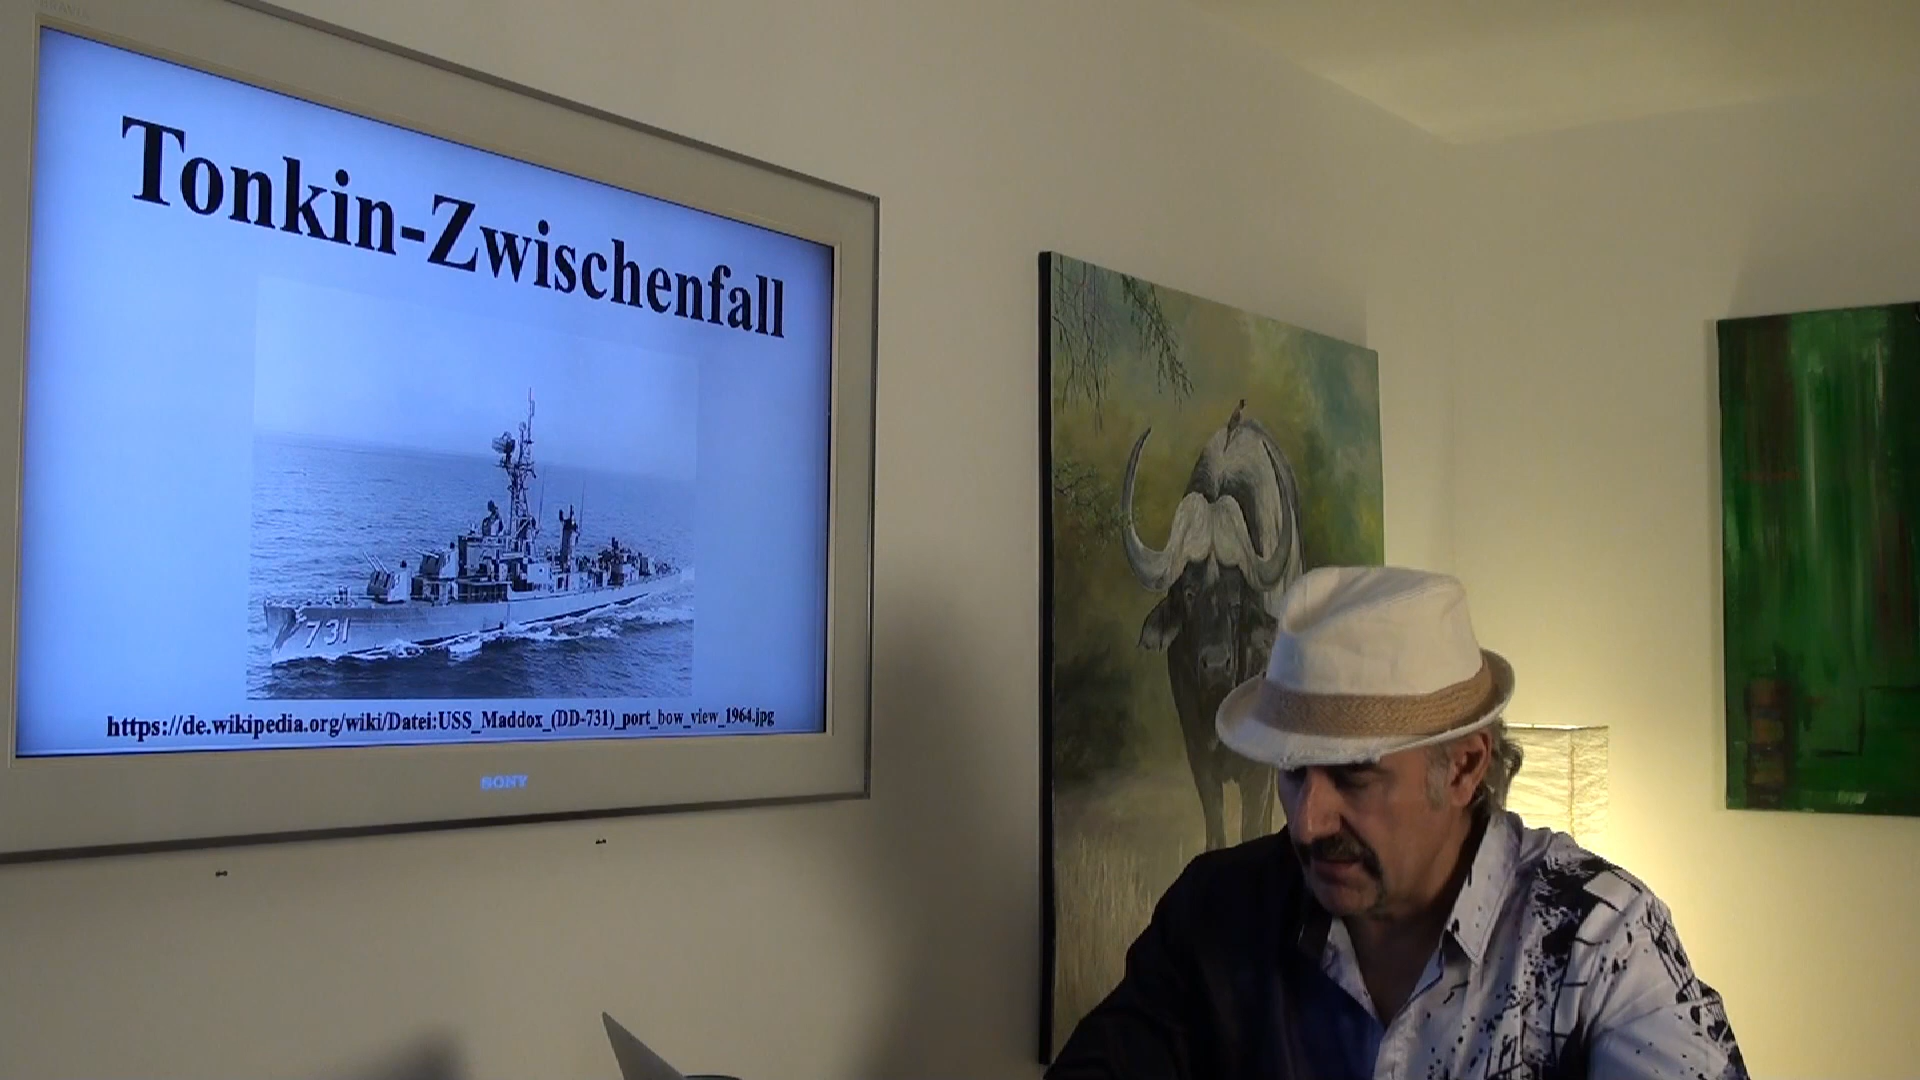 Tonkin-Zwischenfall
731
https://de.wikipedia.org/wiki/Datei:USS_Maddox_(DD-731)_port_bow_view_1964.jpg
SONY